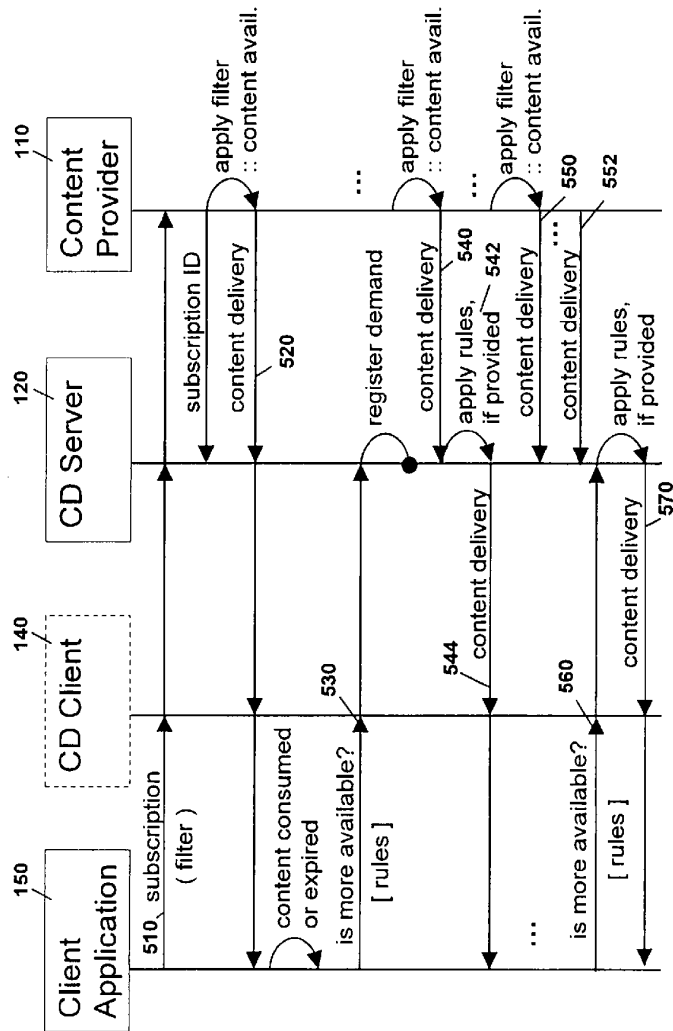 150
Client
Application
140
CD Client
120
CD Server
110
Content
Provider
510
subscription
( filter )
subscription ID
apply filter
:: content avail.
content delivery
520
content consumed
or expired
is more available?
530
[ rules ]
register demand
...
apply filter
:: content avail.
content delivery
540
apply rules,
if provided
542
544
content delivery
...
apply filter
:: content avail.
content delivery
550
...
content delivery
552
...
is more available?
560
[ rules ]
apply rules,
if provided
content delivery
570